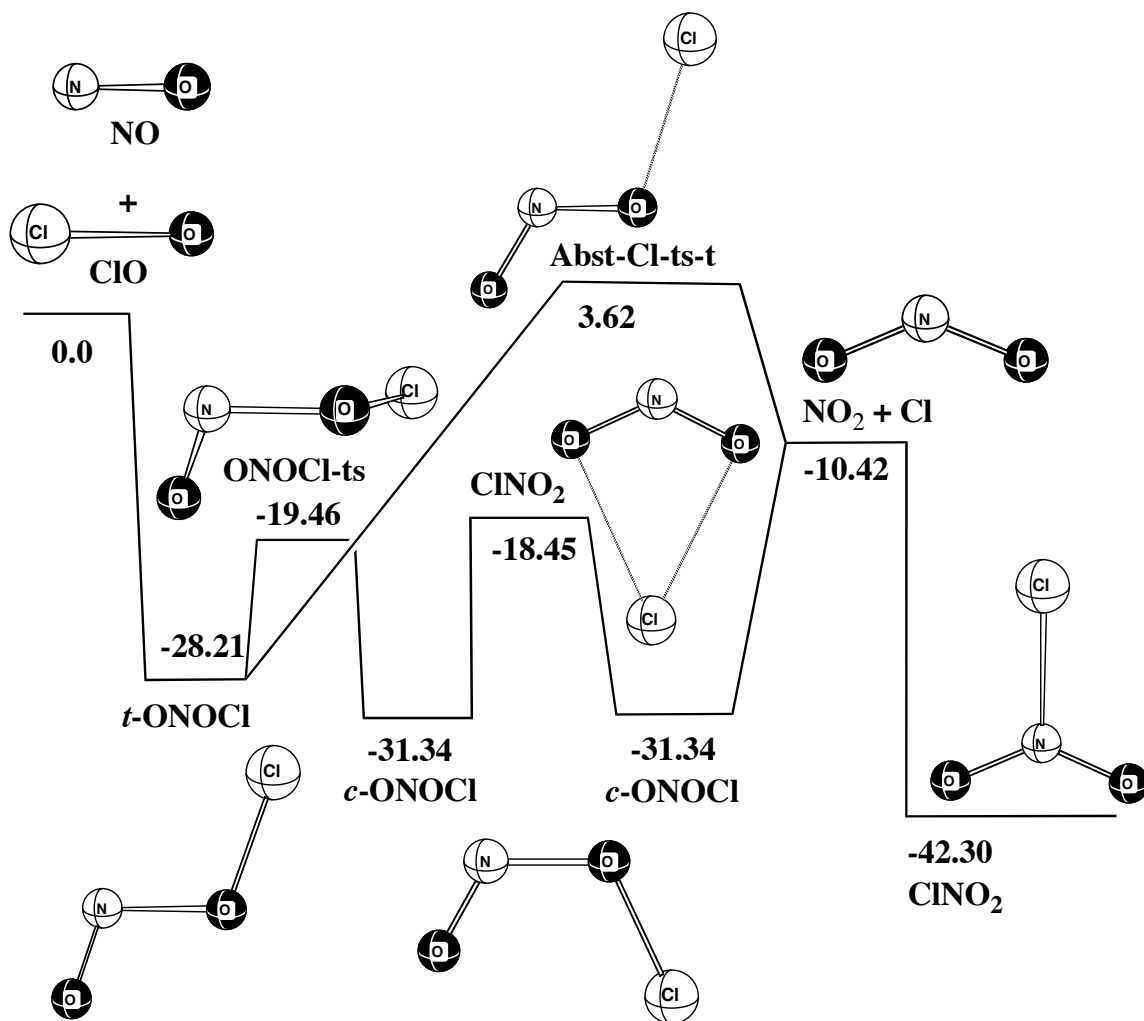 Cl
N
O
NO
+
Cl
O
ClO
N
O
O
Abst-Cl-ts-t
3.62
0.0
N
O
O
NO2 + Cl
-10.42
N
O
Cl
O
ONOCl-ts
-19.46
N
O
O
Cl
ClNO2
-18.45
-28.21
t-ONOCl
-31.34
c-ONOCl
-31.34
c-ONOCl
Cl
N
O
O
-42.30
ClNO2
Cl
N
O
O
N
O
O
Cl